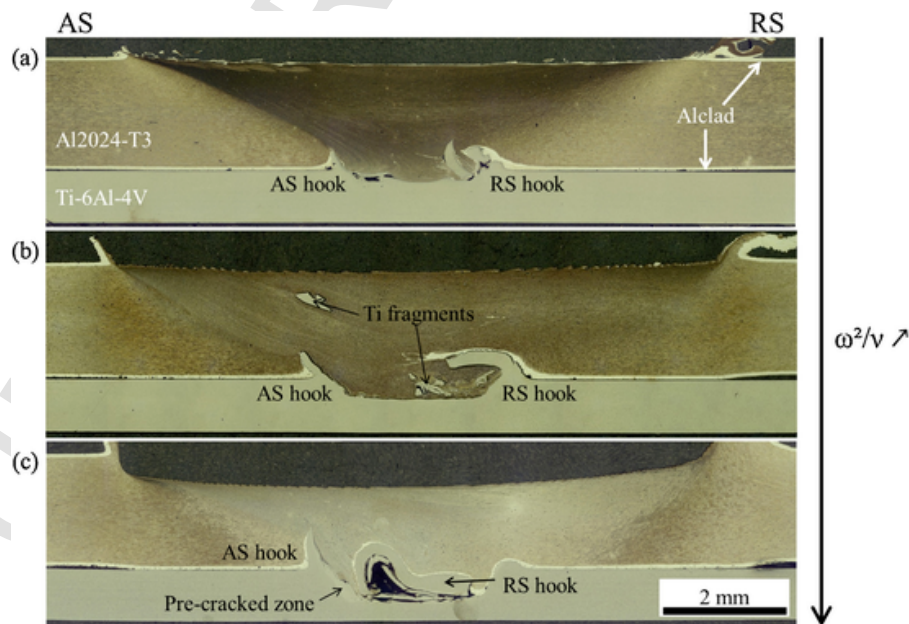 AS RS
(a)
Alclad
Al2024-T3
AS hook RS hook
Ti-6Al-4V
(b)
Ti fragments
ω²/ν ↗
AS hook RS hook
(c)
AS hook
RS hook
Pre-cracked zone
2 mm